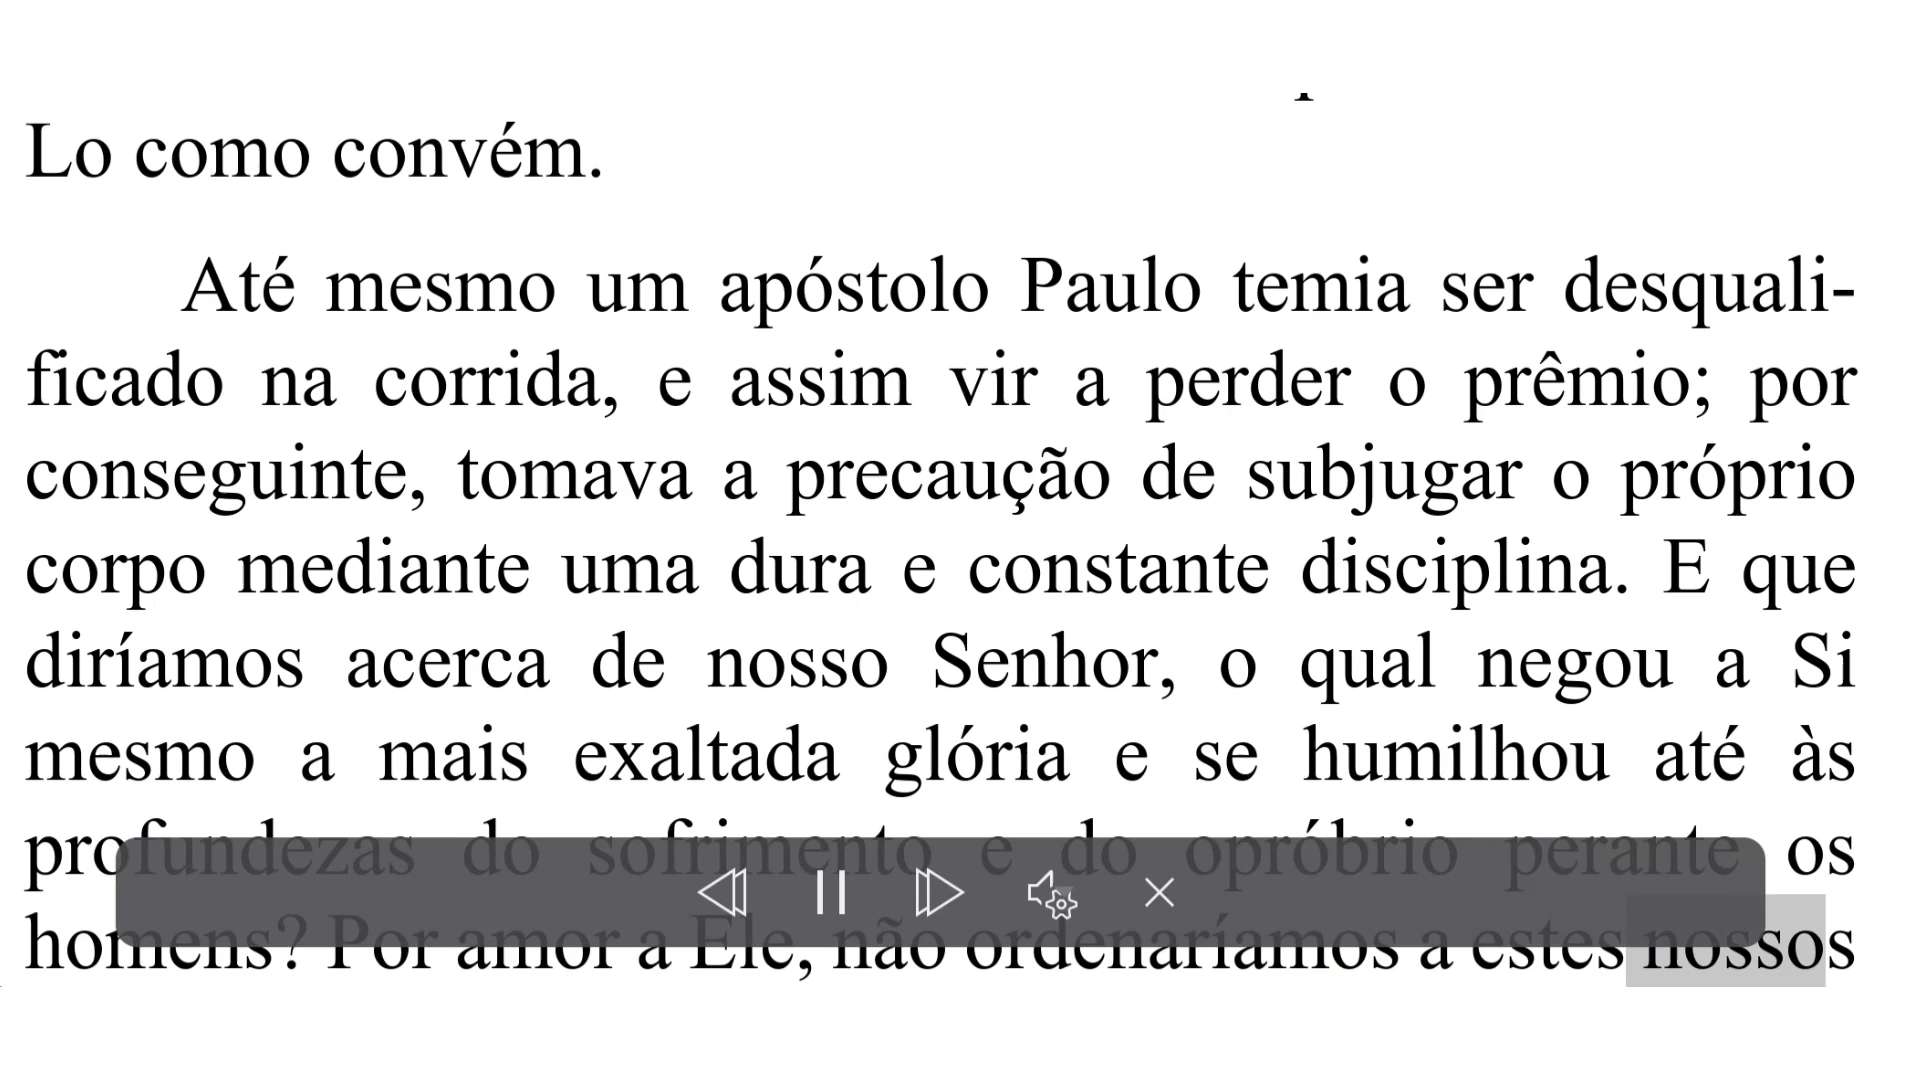 Lo como convém.
Até mesmo um apóstolo Paulo temia ser desquali-
ficado na corrida, e assim vir a perder o prêmio; por
conseguinte, tomava a precaução de subjugar o próprio
corpo mediante uma dura e constante disciplina. E que
diríamos acerca de nosso Senhor, o qual negou a Si
mesmo a mais exaltada glória e se humilhou até às
profundezas do sofrimento e do opróbrio perante os
homens? Por amor a Ele, não ordenaríamos a estes nossos